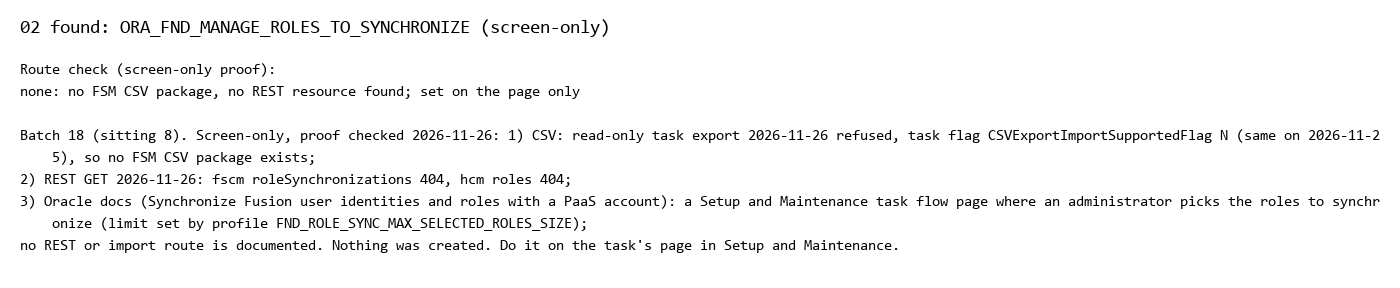 02 found: ORA_FND_MANAGE_ROLES_TO_SYNCHRONIZE (screen-only)
Route check (screen-only proof):
none: no FSM CSV package, no REST resource found; set on the page only
Batch 18 (sitting 8). Screen-only, proof checked 2026-11-26: 1) CSV: read-only task export 2026-11-26 refused, task flag CSVExportImportSupportedFlag N (same on 2026-11-2
5), so no FSM CSV package exists;
2) REST GET 2026-11-26: fscm roleSynchronizations 404, hcm roles 404;
3) Oracle docs (Synchronize Fusion user identities and roles with a PaaS account): a Setup and Maintenance task flow page where an administrator picks the roles to synchr
onize (limit set by profile FND_ROLE_SYNC_MAX_SELECTED_ROLES_SIZE);
no REST or import route is documented. Nothing was created. Do it on the task's page in Setup and Maintenance.